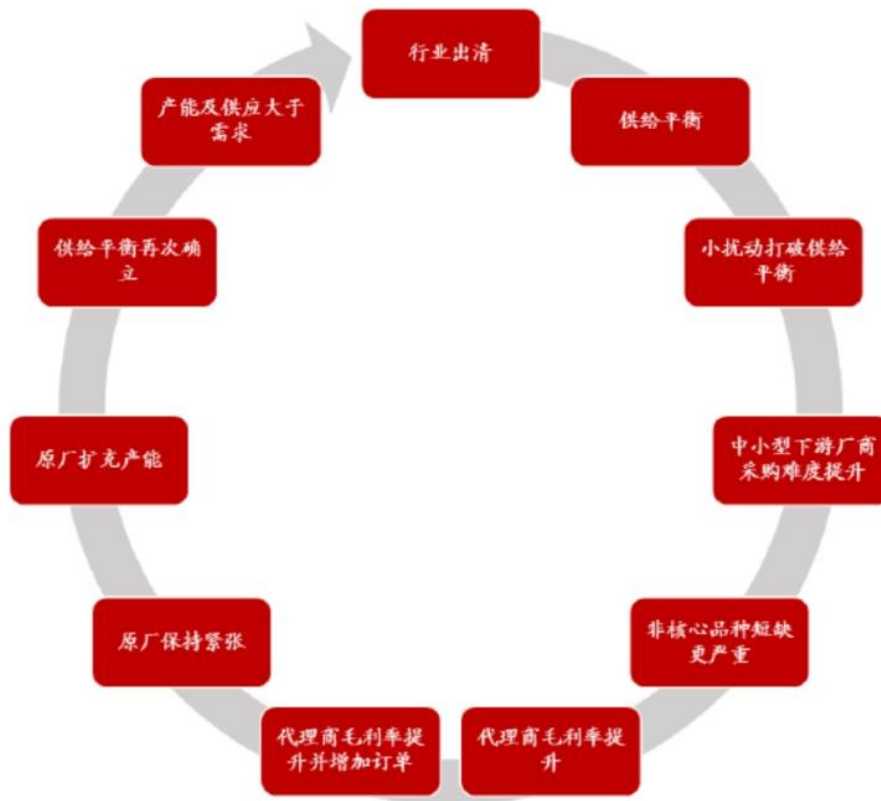 行业出清
供给平衡
小扰动打破供给
平衡
中小型下游厂商
采购难度提升
非核心品种短缺
更严重
代理商毛利率提
升
代理商毛利率提
升并增加订单
原厂保持紧张
原厂扩充产能
供给平衡再次确
立
产能及供应大于
需求